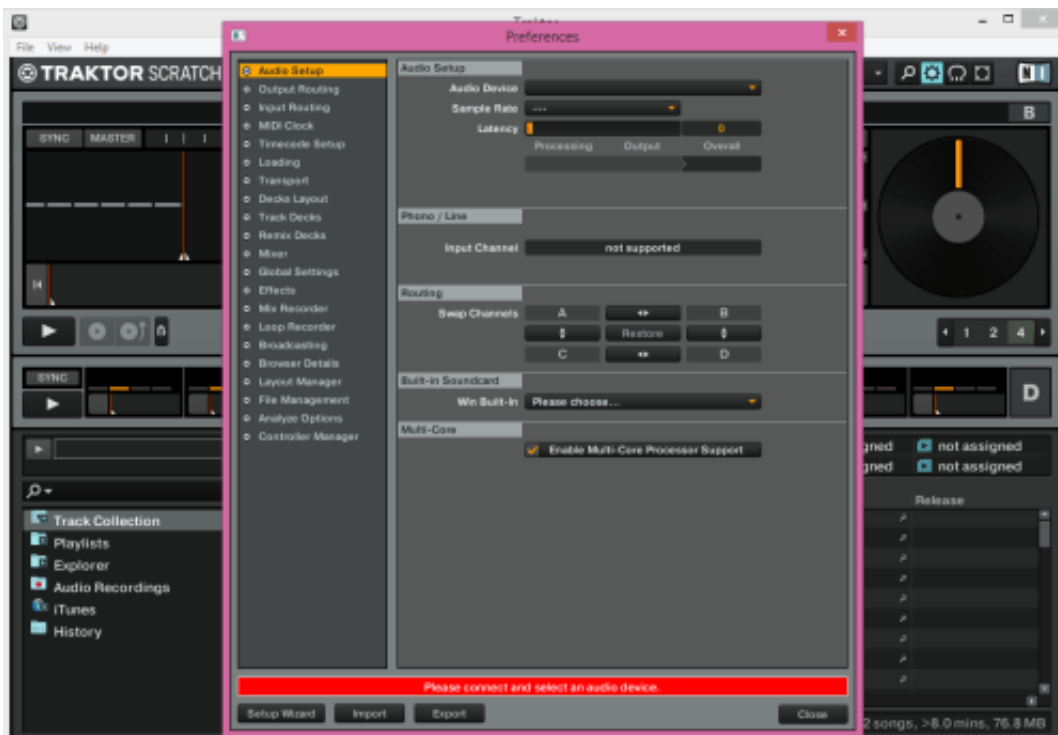 Traktor
File View Help
Preferences
TRAKTOR SCRATCH
B
SYNC MASTER
1 2 4
SYNC
D
Audio Setup
Output Routing
Input Routing
MIDI Clock
Timecode Setup
Loading
Transport
Decks Layout
Track Decks
Remix Decks
Mixer
Global Settings
Effects
Mix Recorder
Loop Recorder
Broadcasting
Browser Details
Layout Manager
File Management
Analyze Options
Controller Manager
Audio Setup
Audio Device
Sample Rate ----
Latency 0
Processing Output Overall
Phono / Line
Input Channel not supported
Routing
Swap Channels A B
Restore
C D
Built-in Soundcard
Win Built-In Please choose...
Multi-Core
Enable Multi-Core Processor Support
gned not assigned
gned not assigned
Release
Track Collection
Playlists
Explorer
Audio Recordings
iTunes
History
Please connect and select an audio device.
Setup Wizard Import Export Close
2 songs, >8.0 mins, 76.8 MB